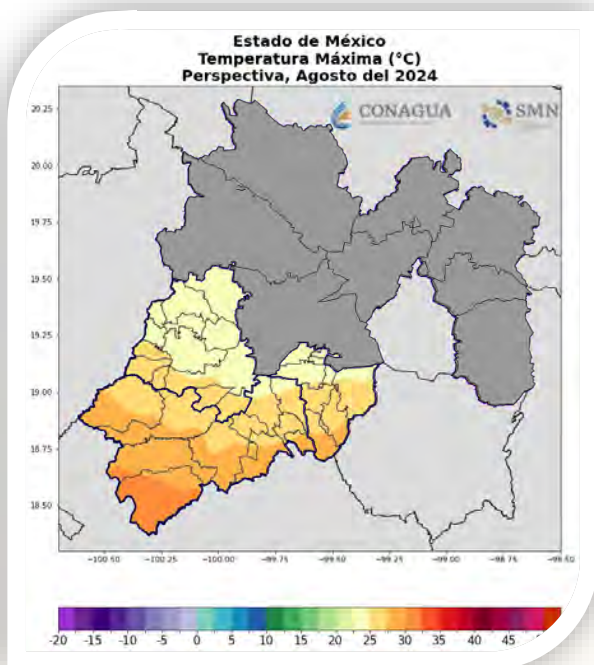 Estado de México
Temperatura Máxima (°C)
Perspectiva, Agosto del 2024
CONAGUA
SMN
20.25
20.00
19.75
19.50
19.25
19.00
18.75
18.50
−100.50 −100.25 −100.00 −99.75 −99.50 −99.25 −99.00 −98.75 −98.50
-20 -15 -10 -5 0 5 10 15 20 25 30 35 40 45